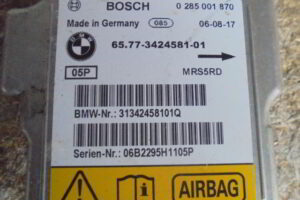 BOSCH 0 285 001 870
Made in Germany 085 06-08-17
BMW 65.77-3424581-01
05P MRS5RD
BMW-Nr.: 31342458101Q
Serien-Nr.: 06B2295H1105P
AIRBAG